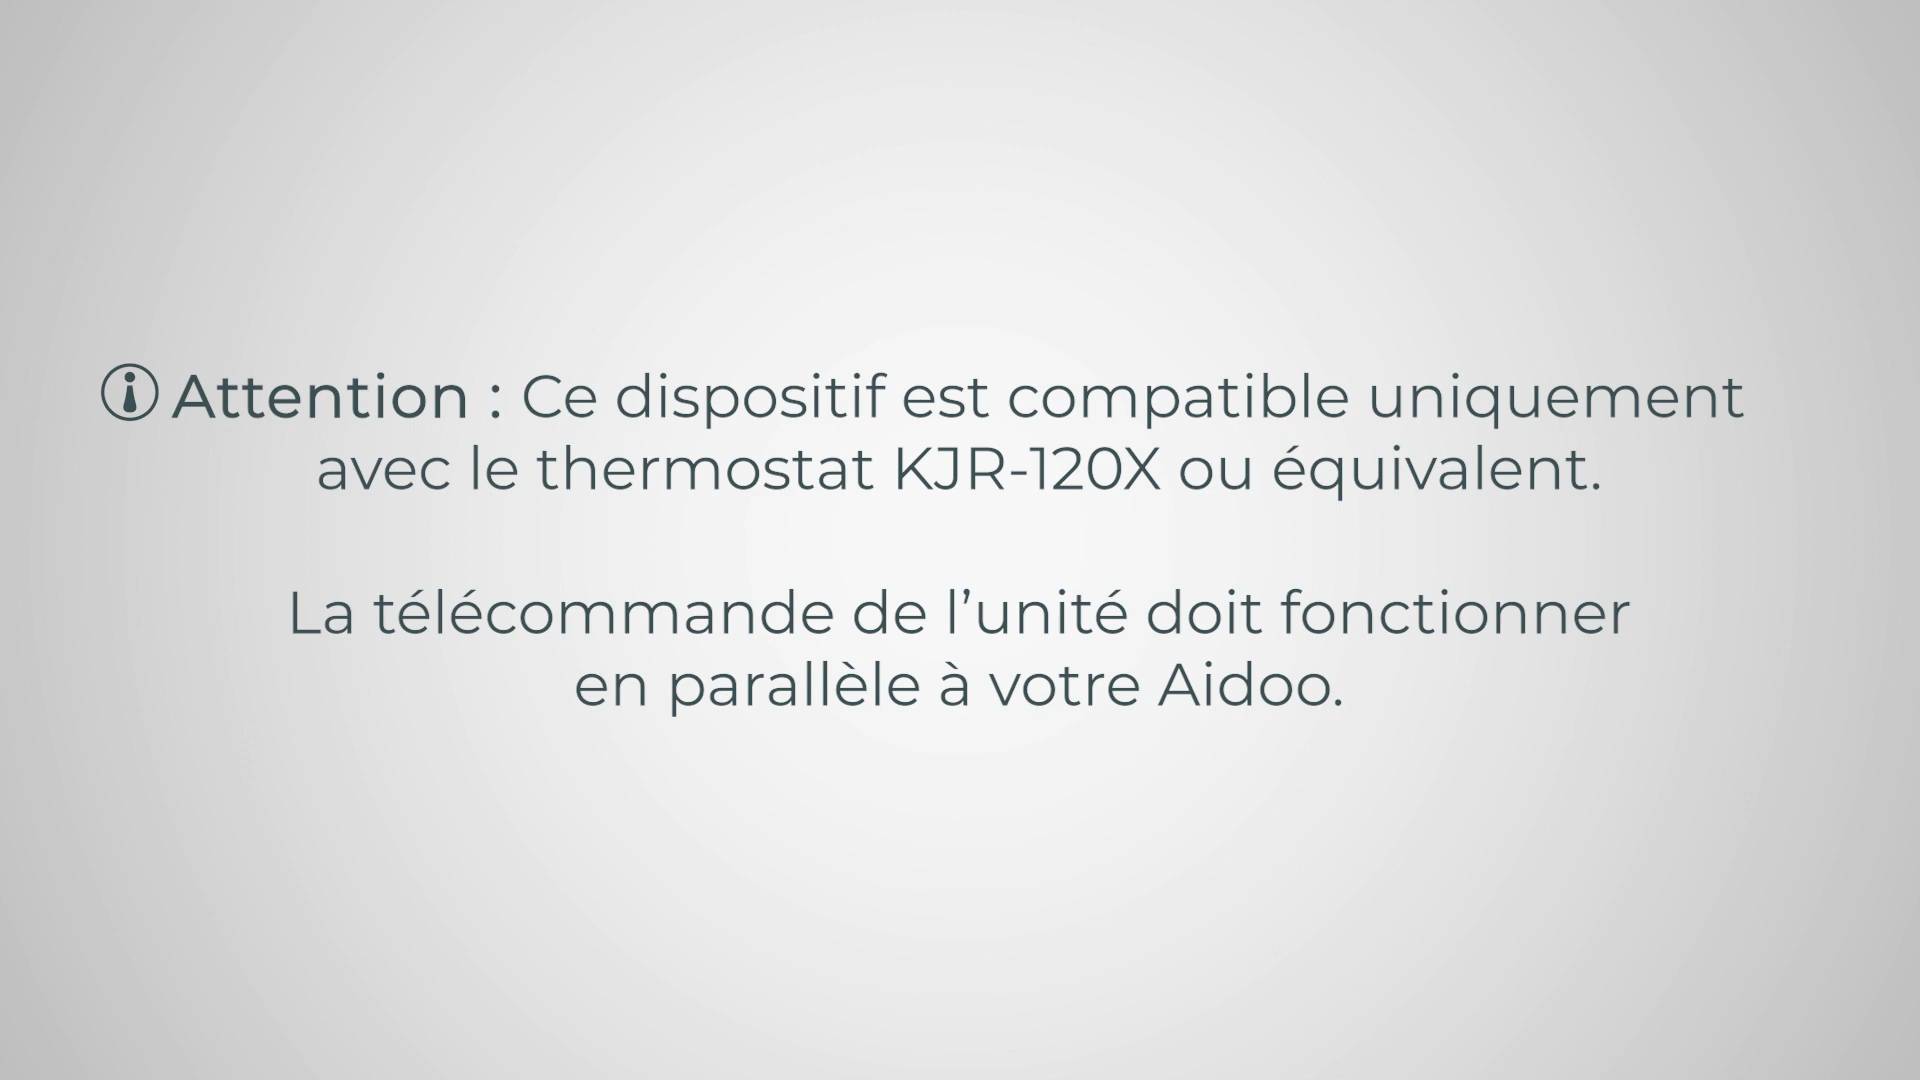 Attention : Ce dispositif est compatible uniquement
avec le thermostat KJR-120X ou équivalent.
La télécommande de l’unité doit fonctionner
en parallèle à votre Aidoo.